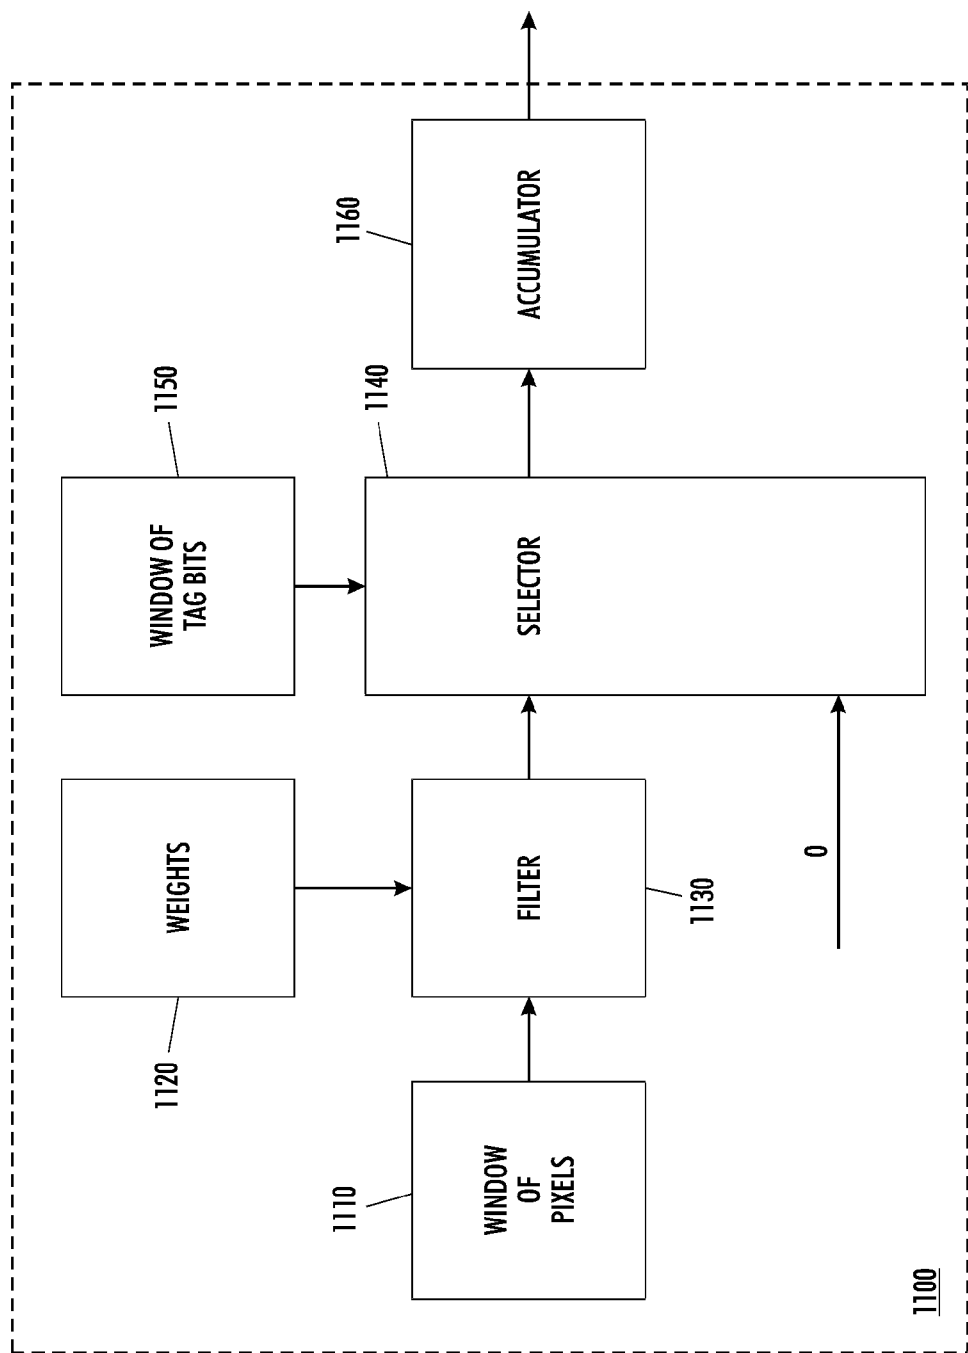 1120
WEIGHTS
1150
WINDOW OF
TAG BITS
1110
WINDOW
OF
PIXELS
FILTER
1130
1140
SELECTOR
1160
ACCUMULATOR
0
1100